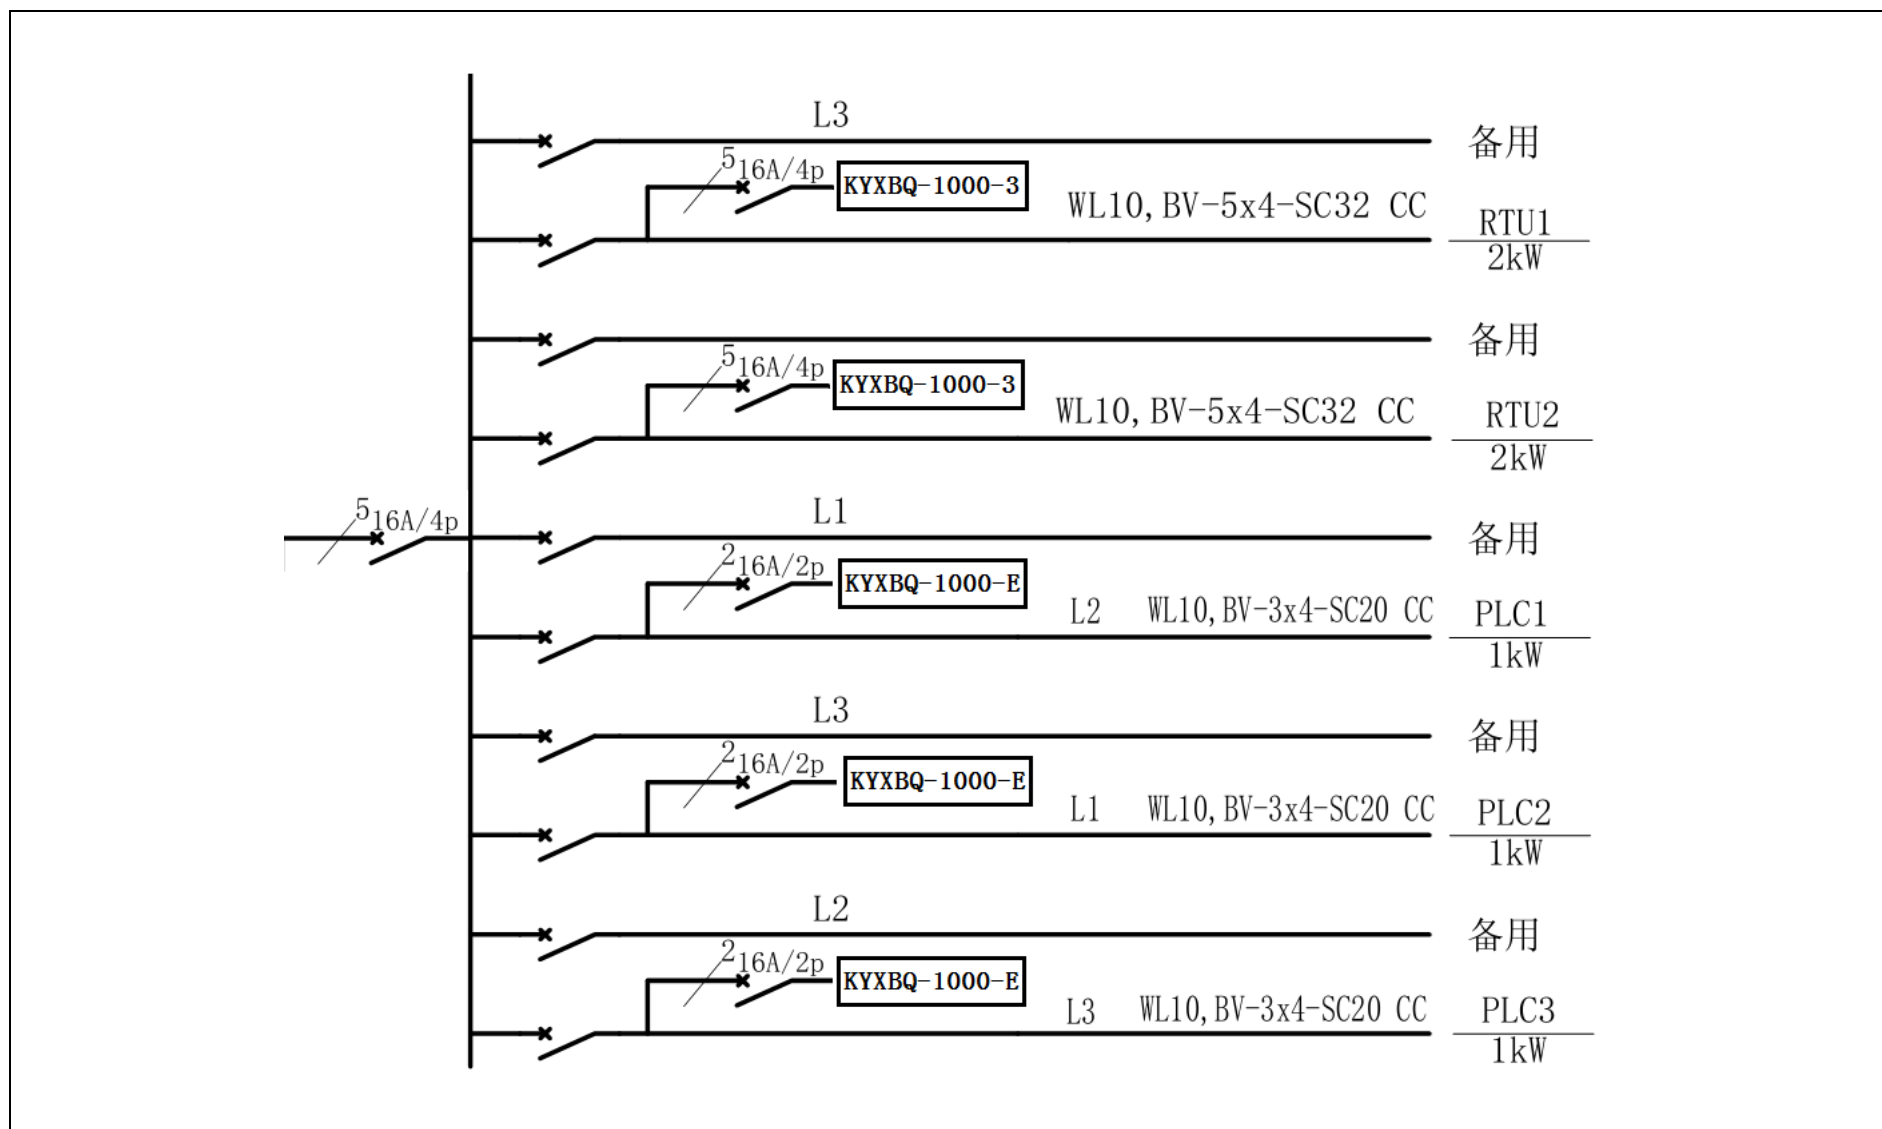 L3
备用
5 16A/4p
KYXBQ-1000-3
WL10, BV-5x4-SC32 CC
RTU1
2kW
备用
5 16A/4p
KYXBQ-1000-3
WL10, BV-5x4-SC32 CC
RTU2
2kW
5 16A/4p
L1
备用
2 16A/2p
KYXBQ-1000-E
L2 WL10, BV-3x4-SC20 CC
PLC1
1kW
L3
备用
2 16A/2p
KYXBQ-1000-E
L1 WL10, BV-3x4-SC20 CC
PLC2
1kW
L2
备用
2 16A/2p
KYXBQ-1000-E
L3 WL10, BV-3x4-SC20 CC
PLC3
1kW